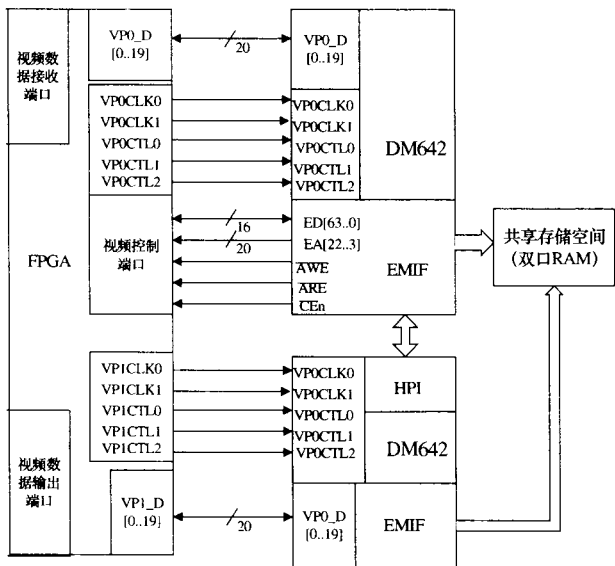 视频数
据接收
端口
VP0_D
[0..19]
20
VP0_D
[0..19]
VP0CLK0
VP0CLK1
VP0CTL0
VP0CTL1
VP0CTL2
VP0CLK0
VP0CLK1
VP0CTL0
VP0CTL1
VP0CTL2
DM642
FPGA
视频控制
端口
16
20
ED[63..0]
EA[22..3]
AWE
ARE
CEn
EMIF
共享存储空间
(双口RAM)
VP1CLK0
VP1CLK1
VP1CTL0
VP1CTL1
VP1CTL2
VP0CLK0
VP0CLK1
VP0CTL0
VP0CTL1
VP0CTL2
HPI
DM642
视频数
据输出
端口
VP1_D
[0..19]
20
VP0_D
[0..19]
EMIF